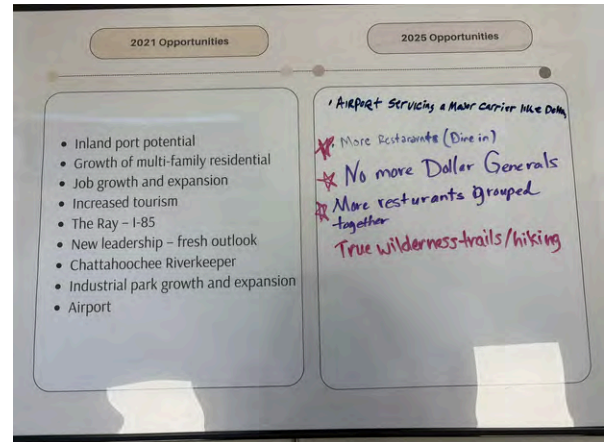 2021 Opportunities
2025 Opportunities
• Inland port potential
• Growth of multi-family residential
• Job growth and expansion
• Increased tourism
• The Ray – I-85
• New leadership – fresh outlook
• Chattahoochee Riverkeeper
• Industrial park growth and expansion
• Airport
• Airport Servicing a Major Carrier like Delta
• More Restaraunts (Dine in)
No more Dollar Generals
More resturants grouped
together
True wilderness-trails/hiking